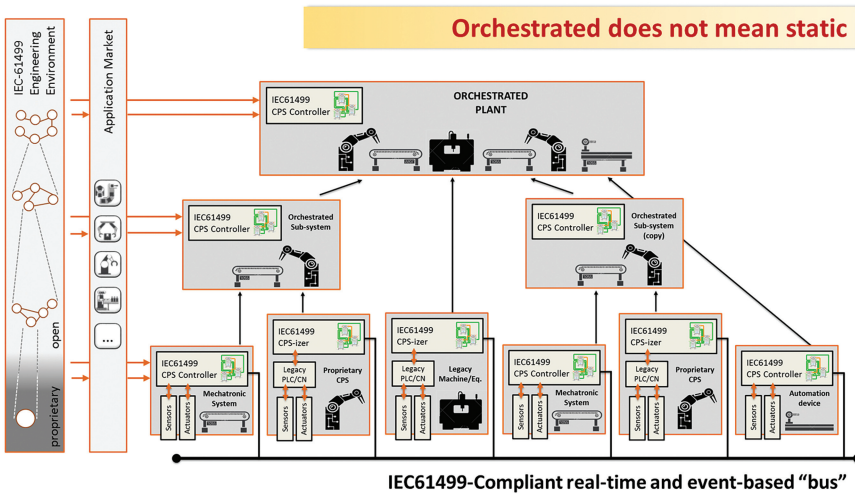 Orchestrated does not mean static
IEC-61499
Engineering
Environment
open
proprietary
Application Market
...
IEC61499
CPS Controller
ORCHESTRATED
PLANT
IEC61499
CPS Controller
Orchestrated
Sub-system
IEC61499
CPS Controller
Orchestrated
Sub-system
(copy)
IEC61499
CPS Controller
Sensors
Actuators
Mechatronic
System
IEC61499
CPS-izer
Legacy
PLC/CN
Sensors
Actuators
Proprietary
CPS
IEC61499
CPS-izer
Legacy
PLC/CN
Sensors
Actuators
Legacy
Machine/Eq.
IEC61499
CPS Controller
Sensors
Actuators
Mechatronic
System
IEC61499
CPS-izer
Legacy
PLC/CN
Sensors
Actuators
Proprietary
CPS
IEC61499
CPS Controller
Sensors
Actuators
Automation
device
IEC61499-Compliant real-time and event-based “bus”